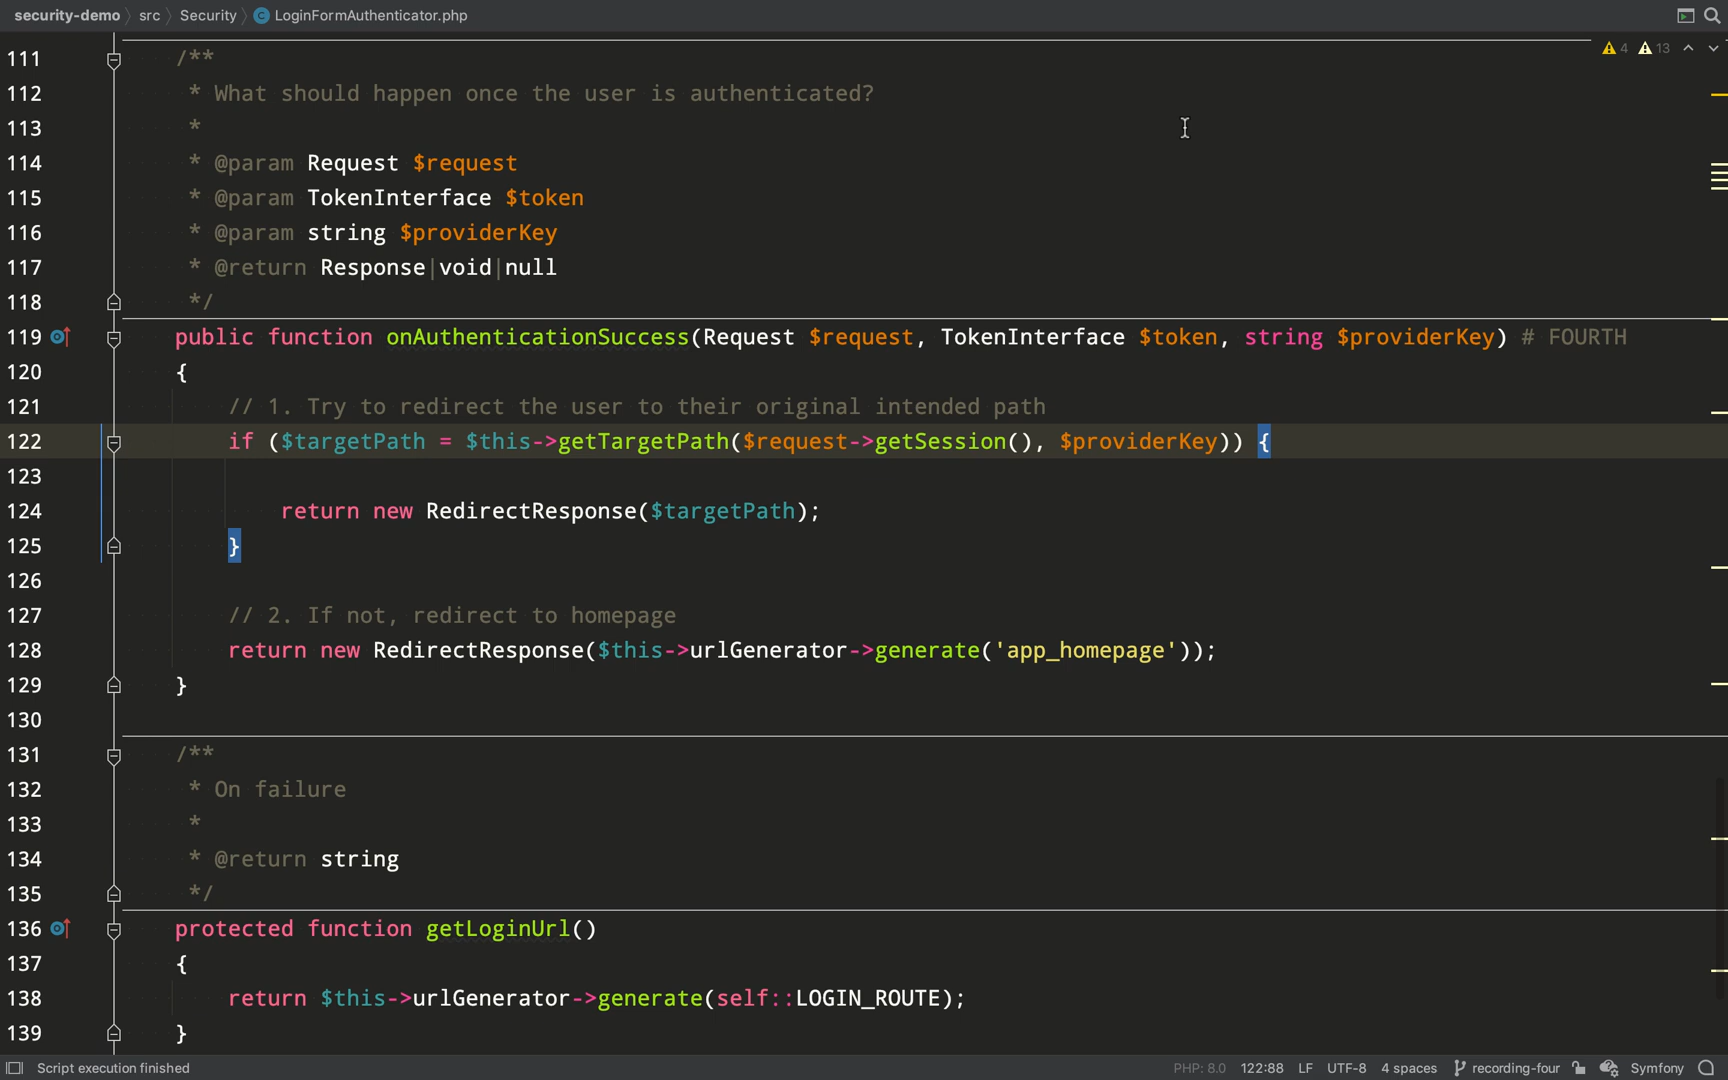 security-demo 〉 src 〉 Security 〉 LoginFormAuthenticator.php
4 13
111 /**
112 * What should happen once the user is authenticated?
113 *
114 * @param Request $request
115 * @param TokenInterface $token
116 * @param string $providerKey
117 * @return Response|void|null
118 */
119 public function onAuthenticationSuccess(Request $request, TokenInterface $token, string $providerKey) # FOURTH
120 {
121 // 1. Try to redirect the user to their original intended path
122 if ($targetPath = $this->getTargetPath($request->getSession(), $providerKey)) {
123
124 return new RedirectResponse($targetPath);
125 }
126
127 // 2. If not, redirect to homepage
128 return new RedirectResponse($this->urlGenerator->generate('app_homepage'));
129 }
130
131 /**
132 * On failure
133 *
134 * @return string
135 */
136 protected function getLoginUrl()
137 {
138 return $this->urlGenerator->generate(self::LOGIN_ROUTE);
139 }
Script execution finished PHP: 8.0 122:88 LF UTF-8 4 spaces recording-four Symfony